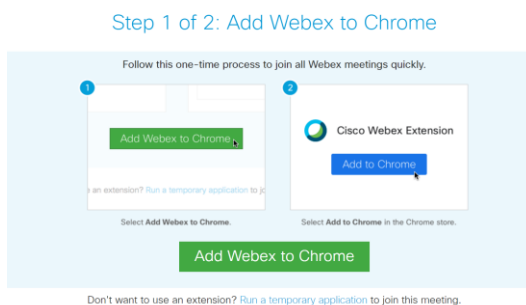 Step 1 of 2: Add Webex to Chrome
Follow this one-time process to join all Webex meetings quickly.
1
Add Webex to Chrome
an extension? Run a temporary application to jo
Select Add Webex to Chrome.
2
Cisco Webex Extension
Add to Chrome
Select Add to Chrome in the Chrome store.
Add Webex to Chrome
Don't want to use an extension? Run a temporary application to join this meeting.